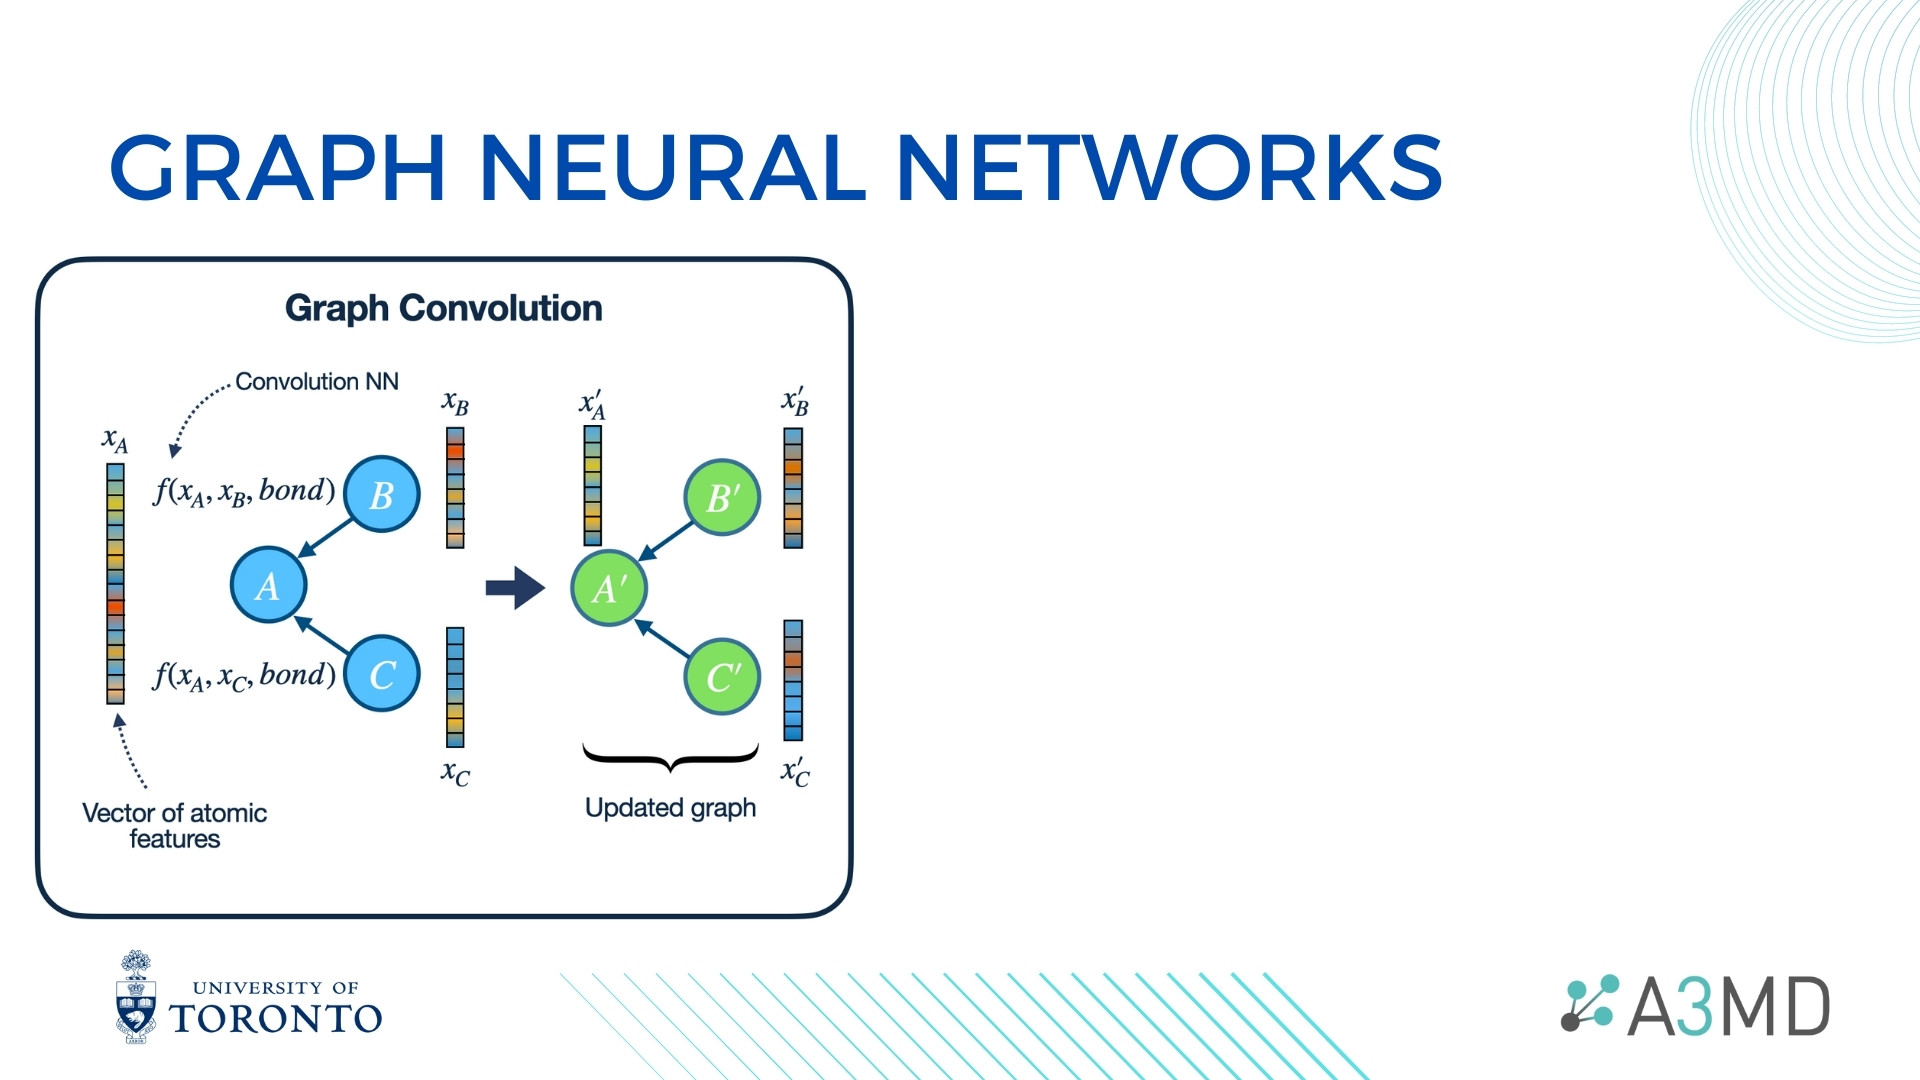 GRAPH NEURAL NETWORKS
Graph Convolution
Convolution NN
x_A
f(x_A, x_B, bond)
B
x_B
A
f(x_A, x_C, bond)
C
x_C
Vector of atomic
features
x'_A
B'
x'_B
A'
C'
x'_C
Updated graph
UNIVERSITY OF
TORONTO
A3MD